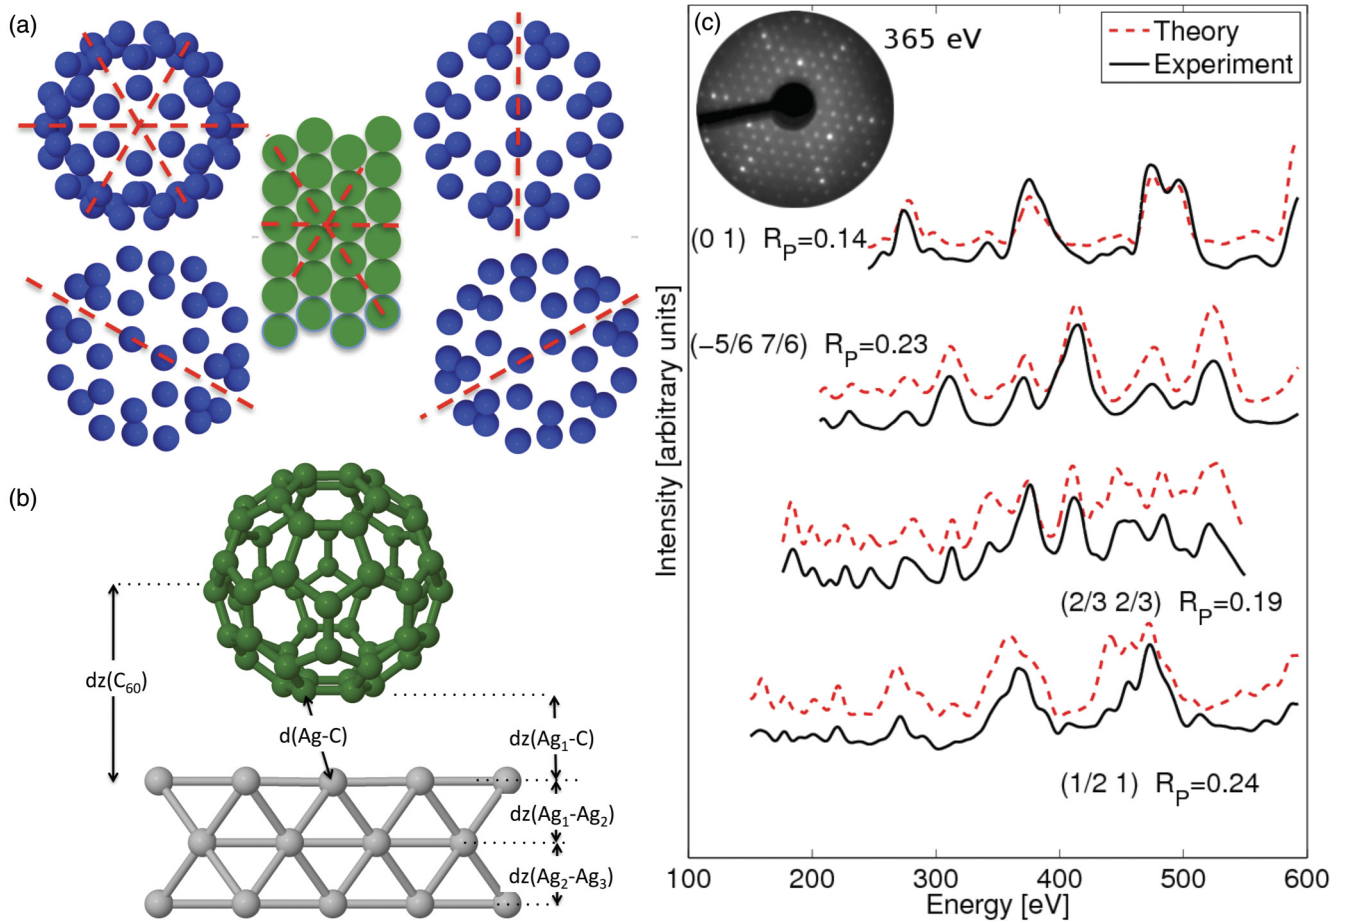 (a)
(b)
dz(C60)
d(Ag-C)
dz(Ag1-C)
dz(Ag1-Ag2)
dz(Ag2-Ag3)
(c)
365 eV
Theory
Experiment
(0 1) RP=0.14
(−5/6 7/6) RP=0.23
(2/3 2/3) RP=0.19
(1/2 1) RP=0.24
Intensity [arbitrary units]
100 200 300 400 500 600
Energy [eV]